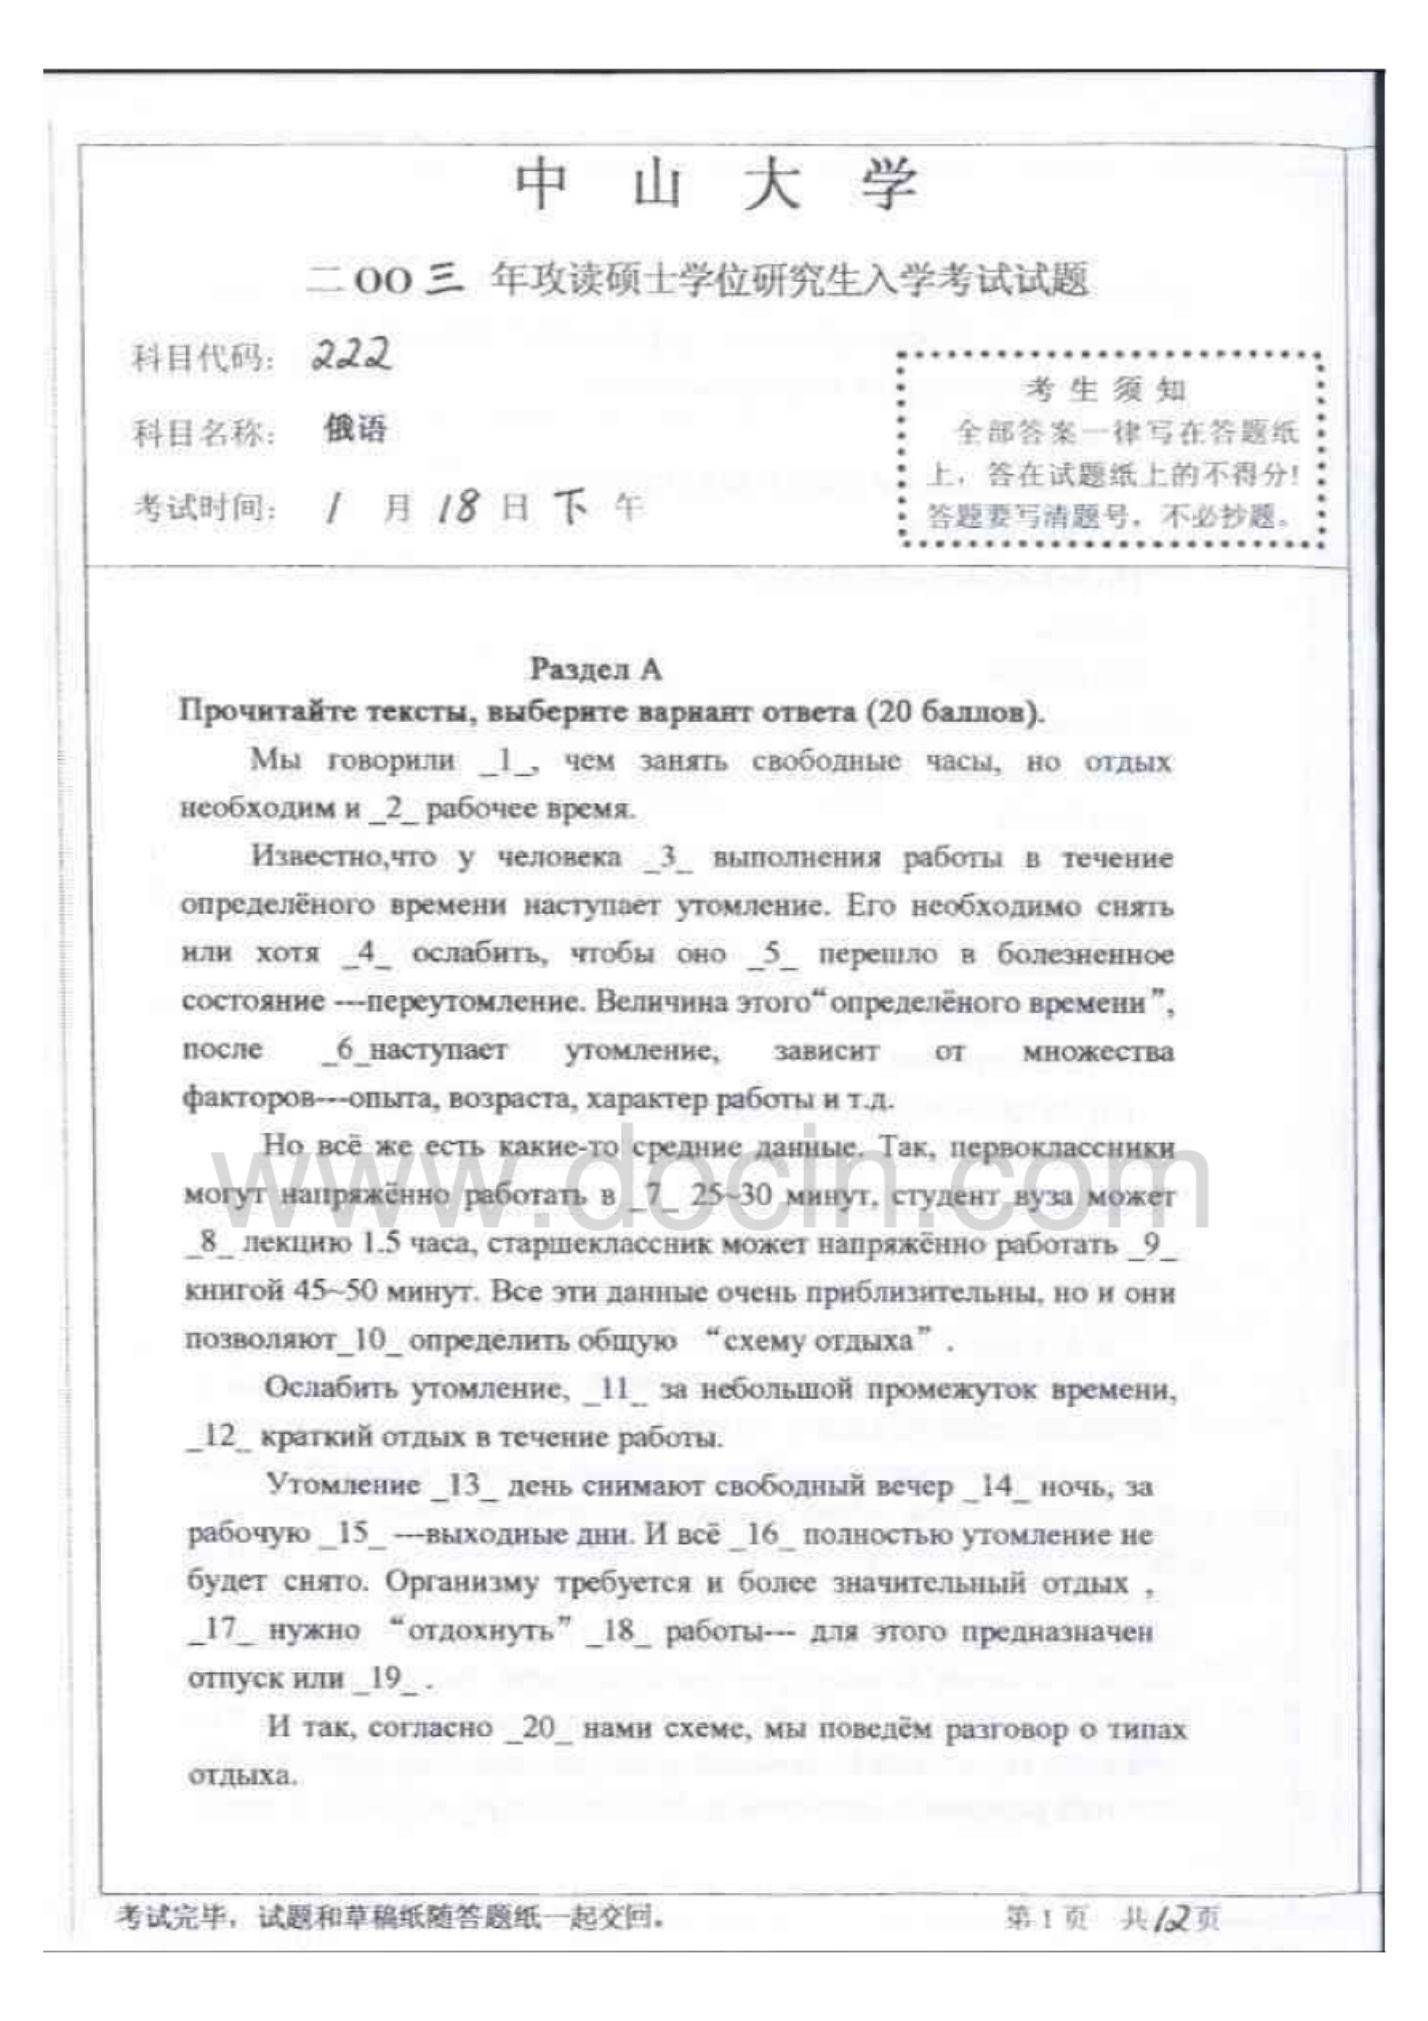 中山大学
二OO三年攻读硕士学位研究生入学考试试题
科目代码: 222
科目名称: 俄语
考试时间: 1 月 18 日 下 午
考生须知
全部答案一律写在答题纸
上，答在试题纸上的不得分!
答题要写清题号，不必抄题。
Раздел А
Прочитайте тексты, выберите вариант ответа (20 баллов).
Мы говорили _1_, чем занять свободные часы, но отдых
необходим и _2_ рабочее время.
Известно,что у человека _3_ выполнения работы в течение
определёного времени наступает утомление. Его необходимо снять
или хотя _4_ ослабить, чтобы оно _5_ перешло в болезненное
состояние ---переутомление. Величина этого“определёного времени”,
после _6_наступает утомление, зависит от множества
факторов---опыта, возраста, характер работы и т.д.
Но всё же есть какие-то средние данные. Так, первоклассники
могут напряжённо работать в _7_ 25~30 минут, студент вуза может
_8_ лекцию 1.5 часа, старшеклассник может напряжённо работать _9_
книгой 45~50 минут. Все эти данные очень приблизительны, но и они
позволяют_10_ определить общую “схему отдыха”.
Ослабить утомление, _11_ за небольшой промежуток времени,
_12_ краткий отдых в течение работы.
Утомление _13_ день снимают свободный вечер _14_ ночь, за
рабочую _15_ ---выходные дни. И всё _16_ полностью утомление не
будет снято. Организму требуется и более значительный отдых ,
_17_ нужно “отдохнуть” _18_ работы--- для этого предназначен
отпуск или _19_ .
И так, согласно _20_ нами схеме, мы поведём разговор о типах
отдыха.
www.docin.com
考试完毕，试题和草稿纸随答题纸一起交回。 第 1 页 共12页